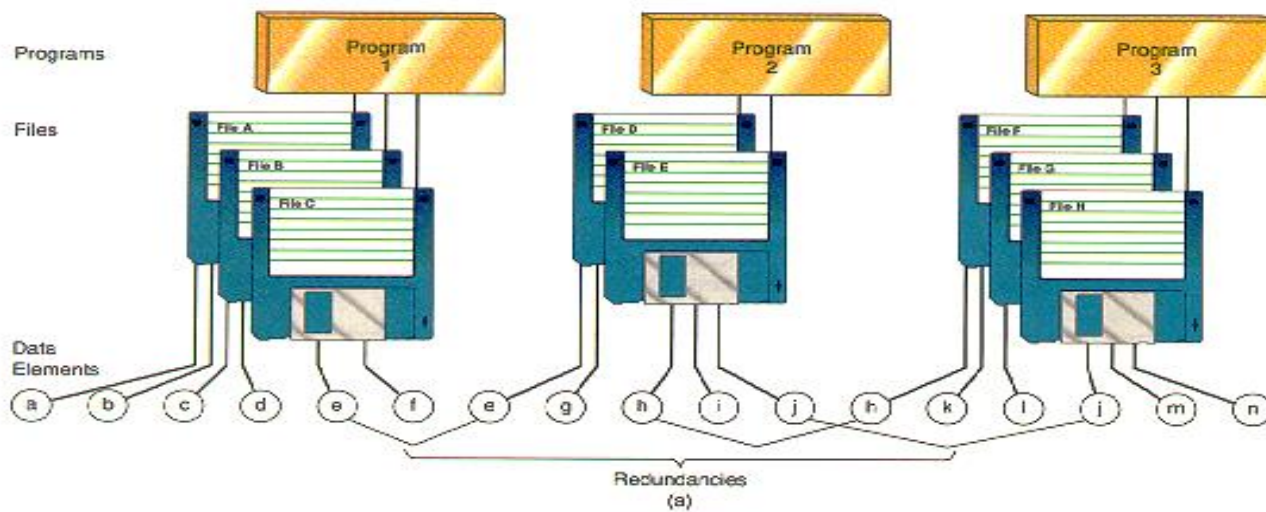 Programs
Program
1
Program
2
Program
3
Files
File A
File B
File C
File D
File E
File F
File G
File H
Data
Elements
a b c d e f e g h i j h k l j m n
Redundancies
(a)